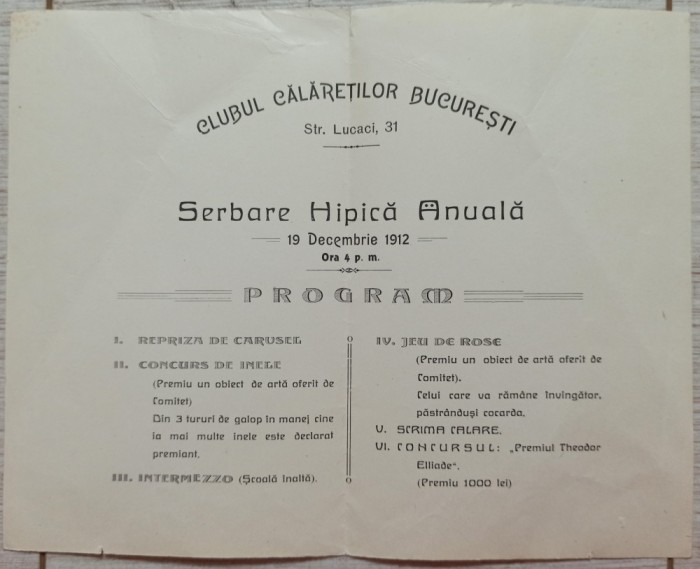 CLUBUL CĂLĂREȚILOR BUCUREȘTI
Str. Lucaci, 31
Serbare Hipică Anuală
19 Decembrie 1912
Ora 4 p. m.
PROGRAM
I. REPRIZA DE CARUSEL
II. CONCURS DE INELE
(Premiu un obiect de artă oferit de
Comitet)
Din 3 tururi de galop în manej cine
ia mai multe inele este declarat
premiant.
III. INTERMEZZO (Școală înaltă).
IV. JEU DE ROSE
(Premiu un obiect de artă oferit de
Comitet).
Celui care va rămâne învingător,
păstrânduși cocarda.
V. SCRIMA CALARE.
VI. CONCURSUL: „Premiul Theodor
Elliade“.
(Premiu 1000 lei)